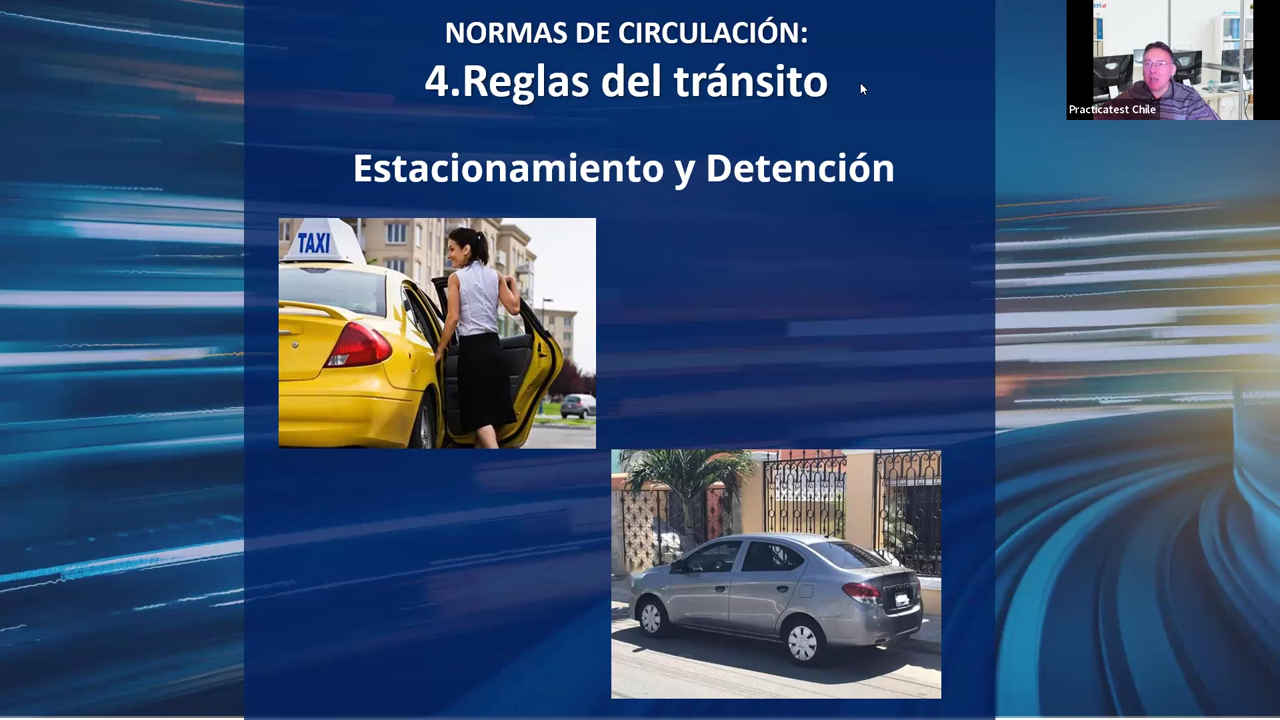 NORMAS DE CIRCULACIÓN:
4.Reglas del tránsito
Practicatest Chile
Estacionamiento y Detención
TAXI